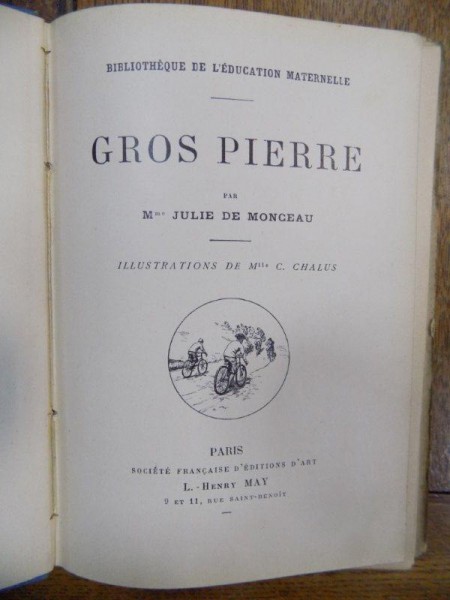 BIBLIOTHÈQUE DE L'ÉDUCATION MATERNELLE
GROS PIERRE
PAR
Mme JULIE DE MONCEAU
ILLUSTRATIONS DE Mlle C. CHALUS
PARIS
SOCIÉTÉ FRANÇAISE D'ÉDITIONS D'ART
L.-HENRY MAY
9 ET 11, RUE SAINT-BENOÎT